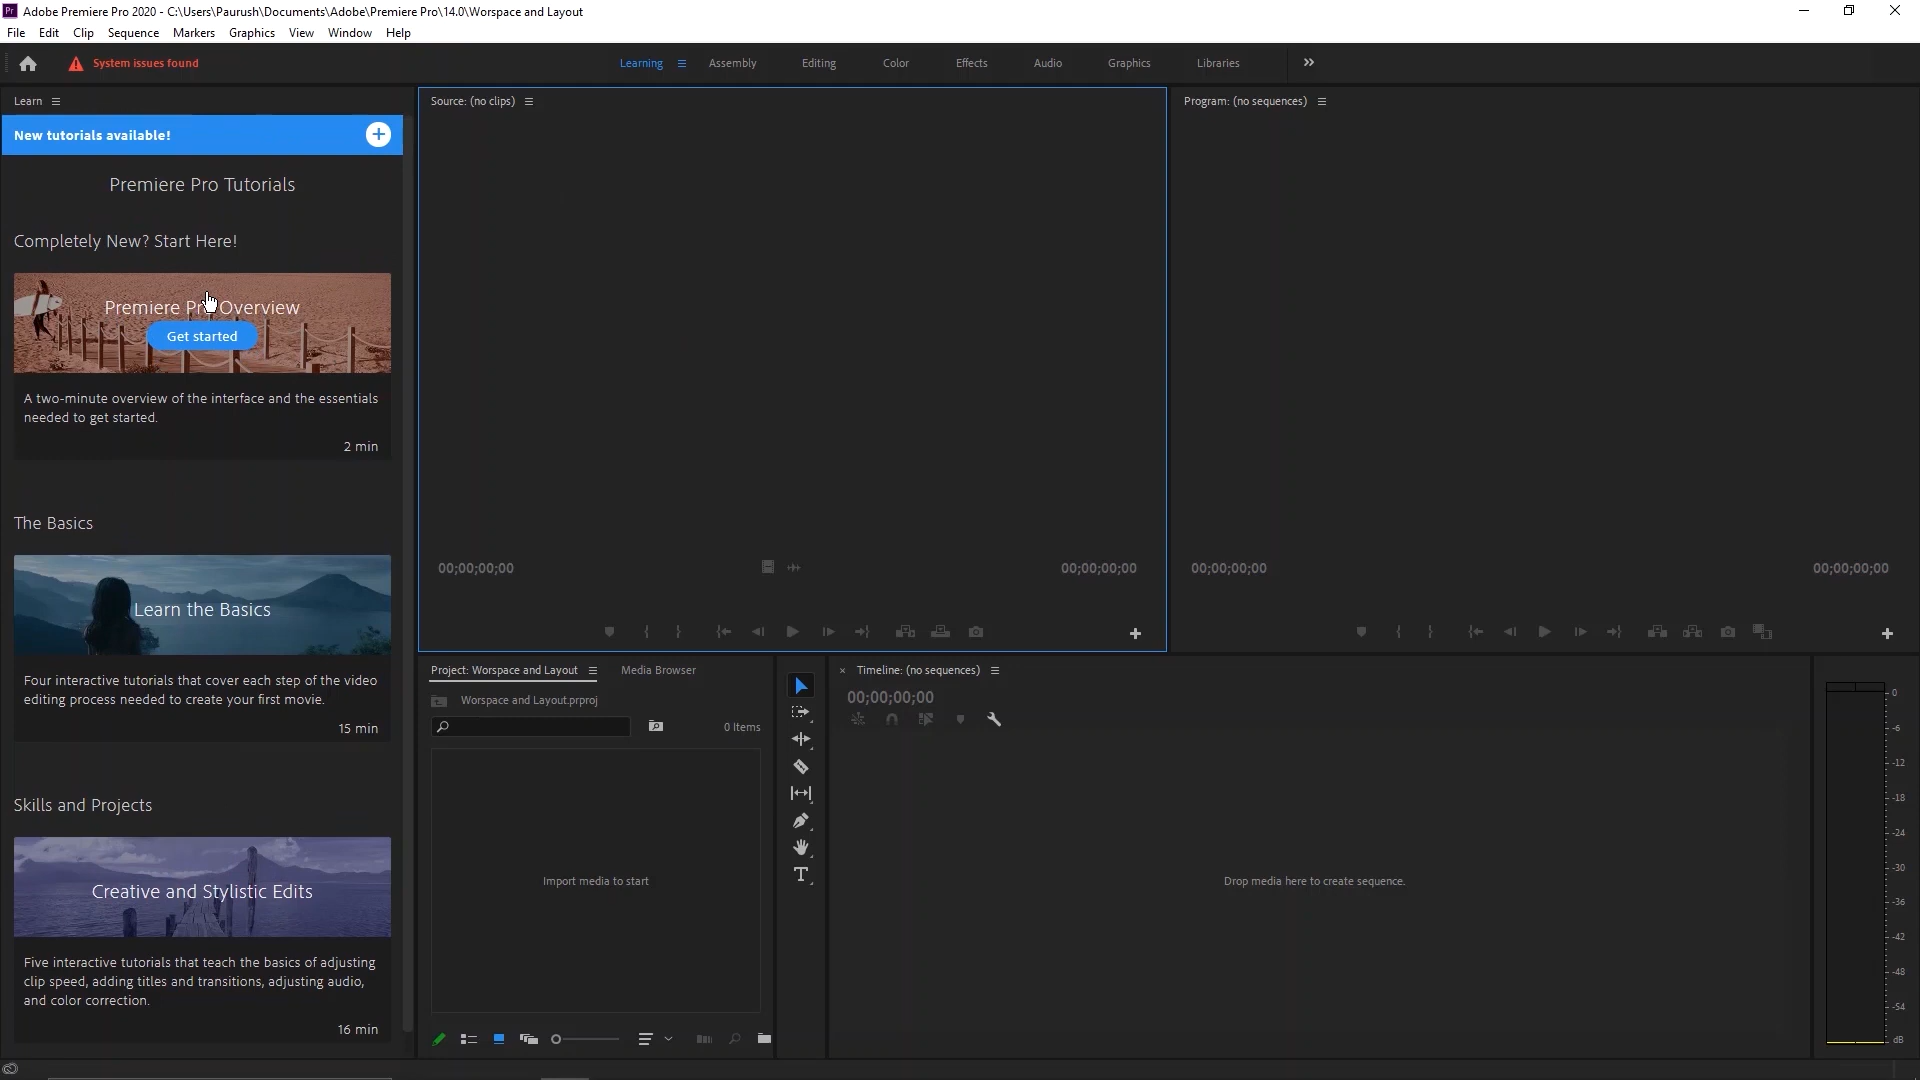 Adobe Premiere Pro 2020 - C:\Users\Paurush\Documents\Adobe\Premiere Pro\14.0\Worspace and Layout
File Edit Clip Sequence Markers Graphics View Window Help
System issues found
Learning Assembly Editing Color Effects Audio Graphics Libraries
Learn
New tutorials available!
Premiere Pro Tutorials
Completely New? Start Here!
Premiere Pro Overview
Get started
A two-minute overview of the interface and the essentials
needed to get started.
2 min
The Basics
Learn the Basics
Four interactive tutorials that cover each step of the video
editing process needed to create your first movie.
15 min
Skills and Projects
Creative and Stylistic Edits
Five interactive tutorials that teach the basics of adjusting
clip speed, adding titles and transitions, adjusting audio,
and color correction.
16 min
Source: (no clips)
00;00;00;00
00;00;00;00
Program: (no sequences)
00;00;00;00
00;00;00;00
Project: Worspace and Layout Media Browser
Worspace and Layout.prproj
0 Items
Import media to start
Timeline: (no sequences)
00;00;00;00
Drop media here to create sequence.
0
-6
-12
-18
-24
-30
-36
-42
-48
-54
dB